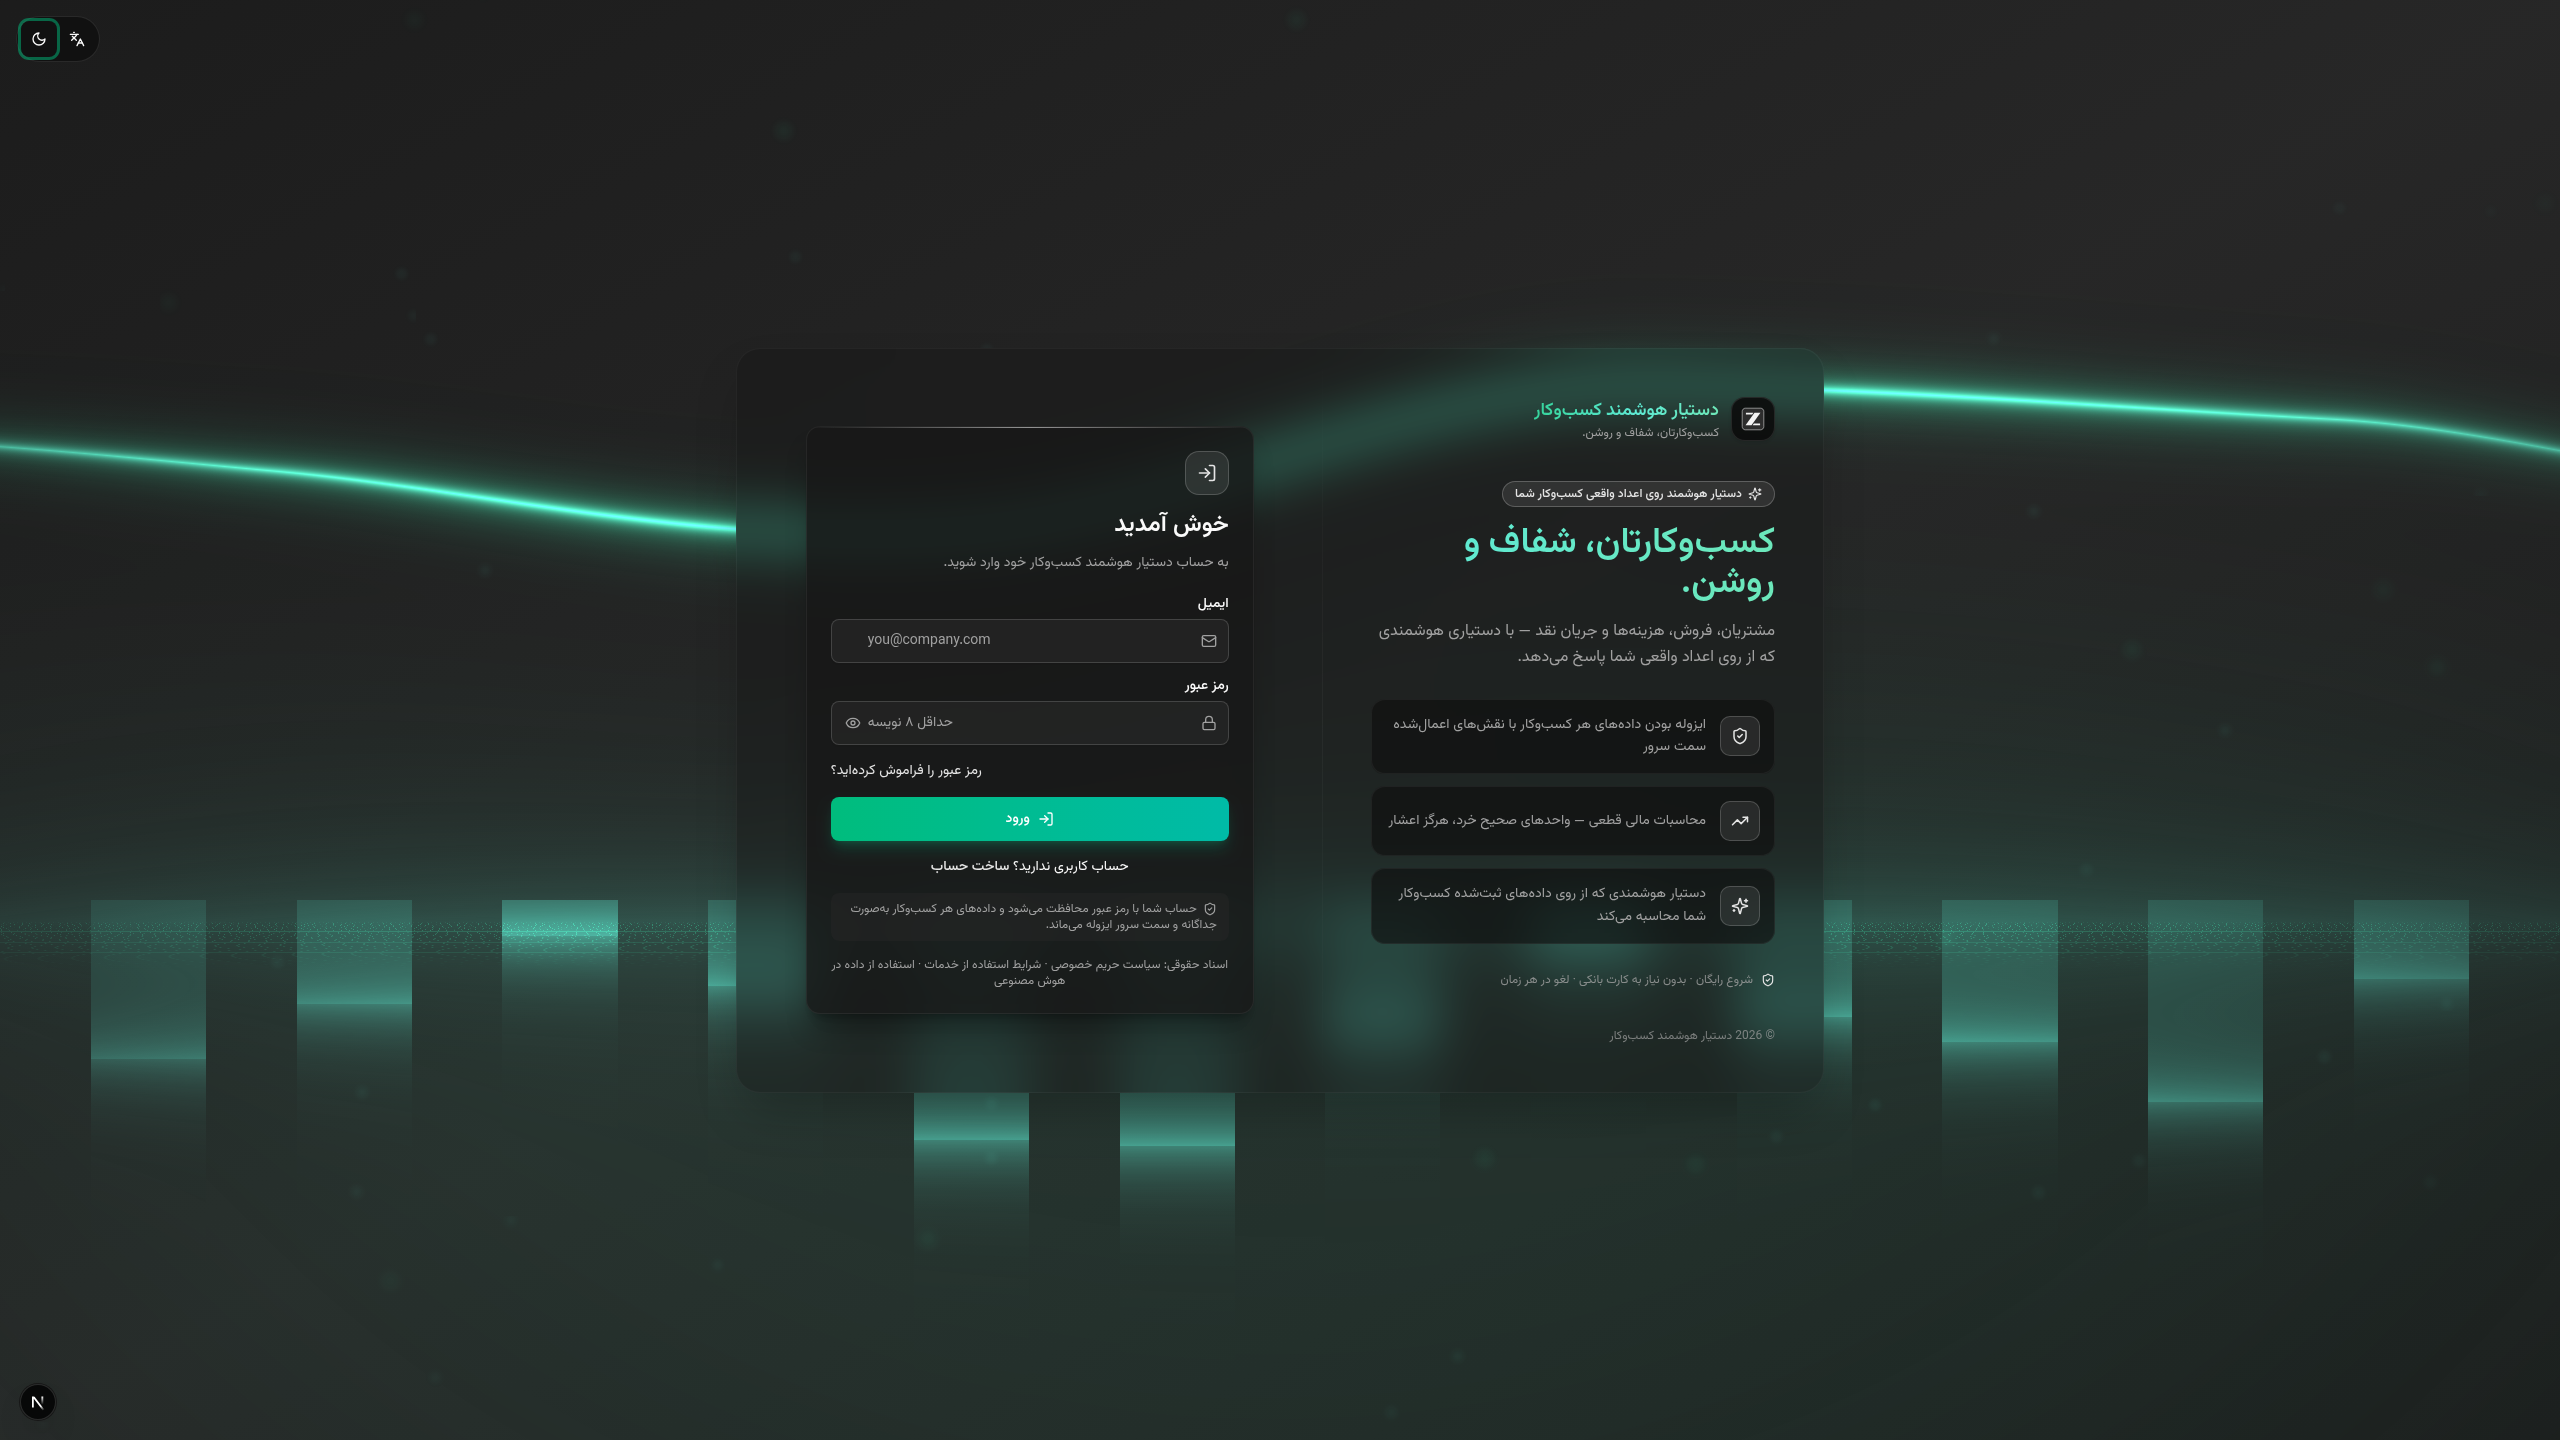 دستیار هوشمند کسب‌وکار
کسب‌وکارتان، شفاف و روشن.
دستیار هوشمند روی اعداد واقعی کسب‌وکار شما
کسب‌وکارتان، شفاف و
روشن.
مشتریان، فروش، هزینه‌ها و جریان نقد — با دستیاری هوشمندی
که از روی اعداد واقعی شما پاسخ می‌دهد.
ایزوله بودن داده‌های هر کسب‌وکار با نقش‌های اعمال‌شده
سمت سرور
محاسبات مالی قطعی — واحدهای صحیح خرد، هرگز اعشار
دستیار هوشمندی که از روی داده‌های ثبت‌شده کسب‌وکار
شما محاسبه می‌کند
شروع رایگان · بدون نیاز به کارت بانکی · لغو در هر زمان
© 2026 دستیار هوشمند کسب‌وکار
خوش آمدید
به حساب دستیار هوشمند کسب‌وکار خود وارد شوید.
ایمیل
you@company.com
رمز عبور
حداقل ۸ نویسه
رمز عبور را فراموش کرده‌اید؟
ورود
حساب کاربری ندارید؟ ساخت حساب
حساب شما با رمز عبور محافظت می‌شود و داده‌های هر کسب‌وکار به‌صورت
جداگانه و سمت سرور ایزوله می‌ماند.
اسناد حقوقی: سیاست حریم خصوصی · شرایط استفاده از خدمات · استفاده از داده در
هوش مصنوعی